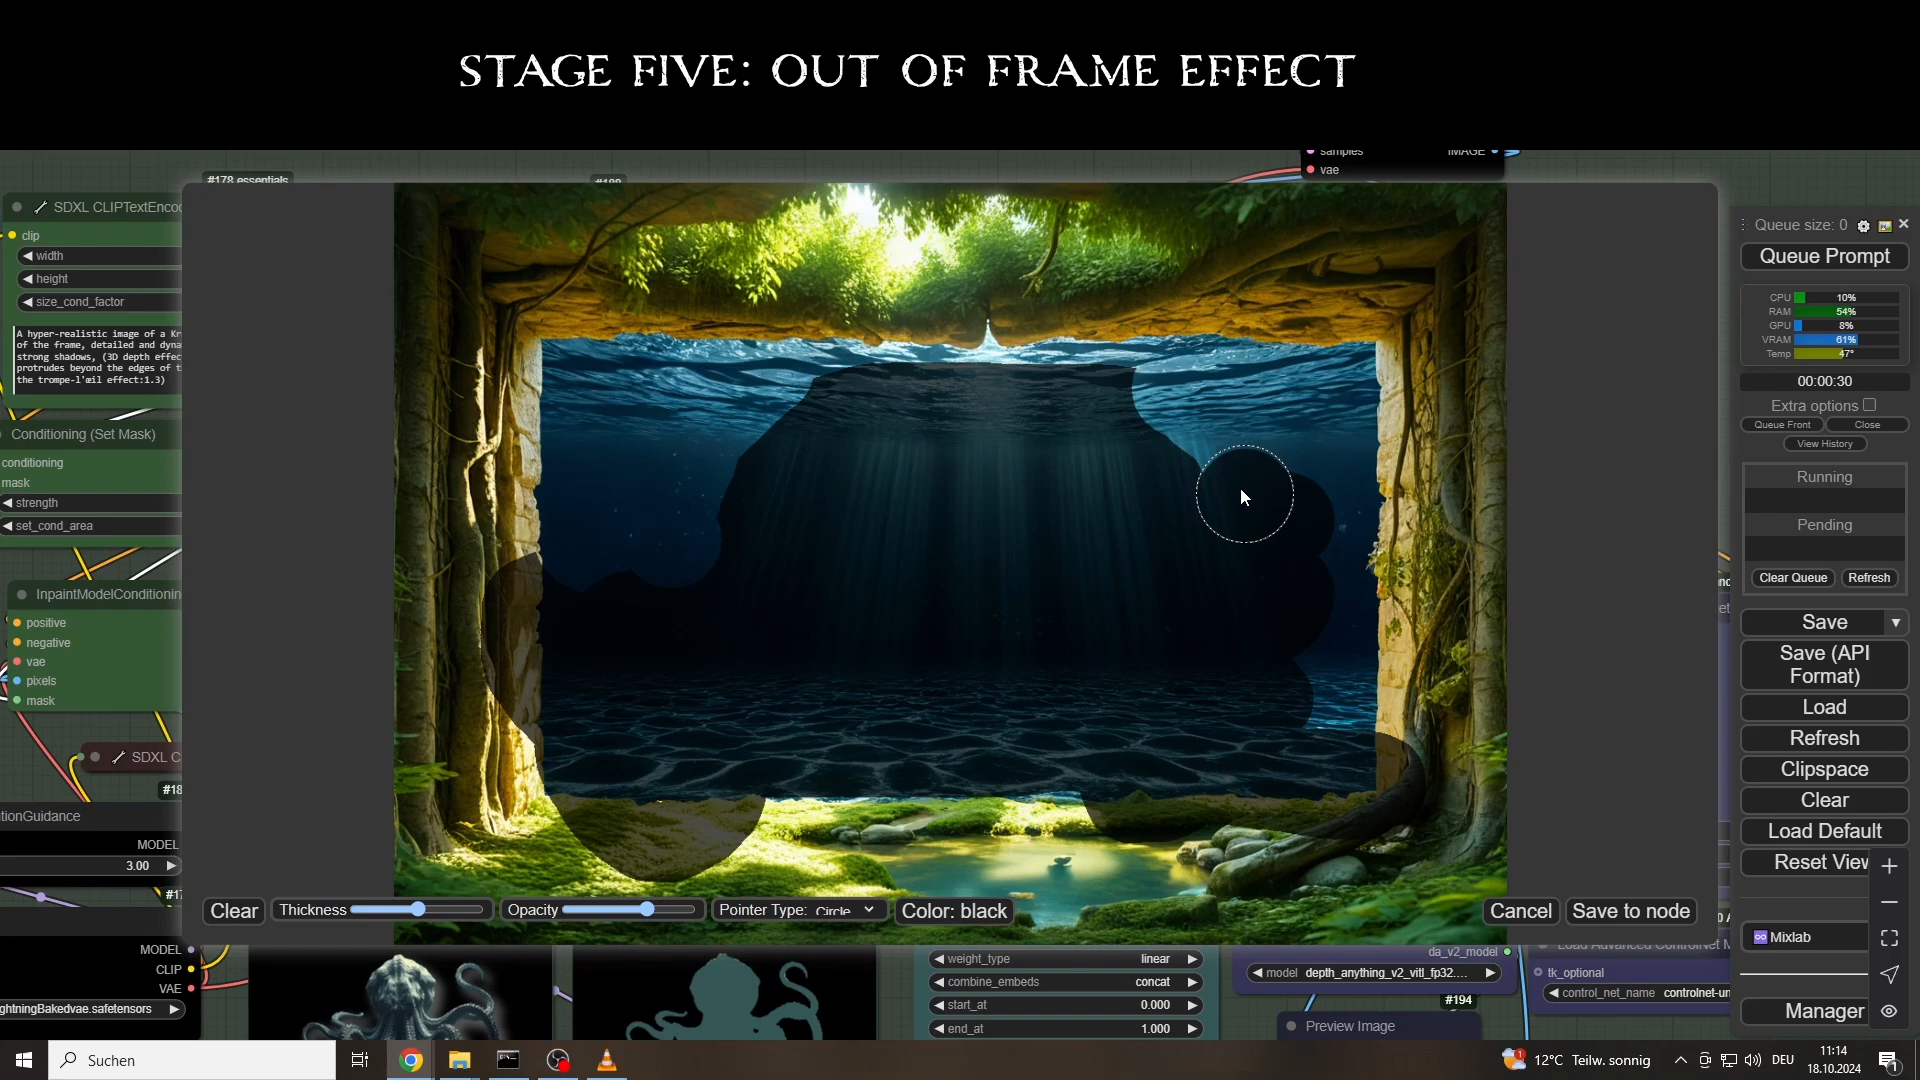 STAGE FIVE: OUT OF FRAME EFFECT
#178 essentials
samples IMAGE
vae
SDXL CLIPTextEnco
clip
width
height
size_cond_factor
A hyper-realistic image of a Kr
of the frame, detailed and dyna
strong shadows, (3D depth effec
protrudes beyond the edges of t
the trompe-l'œil effect:1.3)
Conditioning (Set Mask)
conditioning
mask
strength
set_cond_area
InpaintModelConditionin
positive
negative
vae
pixels
mask
SDXL C
#18
tionGuidance
MODEL
3.00
#17
MODEL
CLIP
VAE
ghtningBakedvae.safetensors
Clear
Thickness
Opacity
Pointer Type: Circle
Color: black
Cancel
Save to node
weight_type linear
combine_embeds concat
start_at 0.000
end_at 1.000
da_v2_model
model depth_anything_v2_vitl_fp32....
#194
Preview Image
Load Advanced ControlNet M
tk_optional
control_net_name controlnet-un
Queue size: 0
Queue Prompt
CPU 10%
RAM 54%
GPU 8%
VRAM 61%
Temp 47°
00:00:30
Extra options
Queue Front
Close
View History
Running
Pending
Clear Queue
Refresh
Save
Save (API
Format)
Load
Refresh
Clipspace
Clear
Load Default
Reset View
Mixlab
Manager
Suchen
12°C Teilw. sonnig
DEU
11:14
18.10.2024